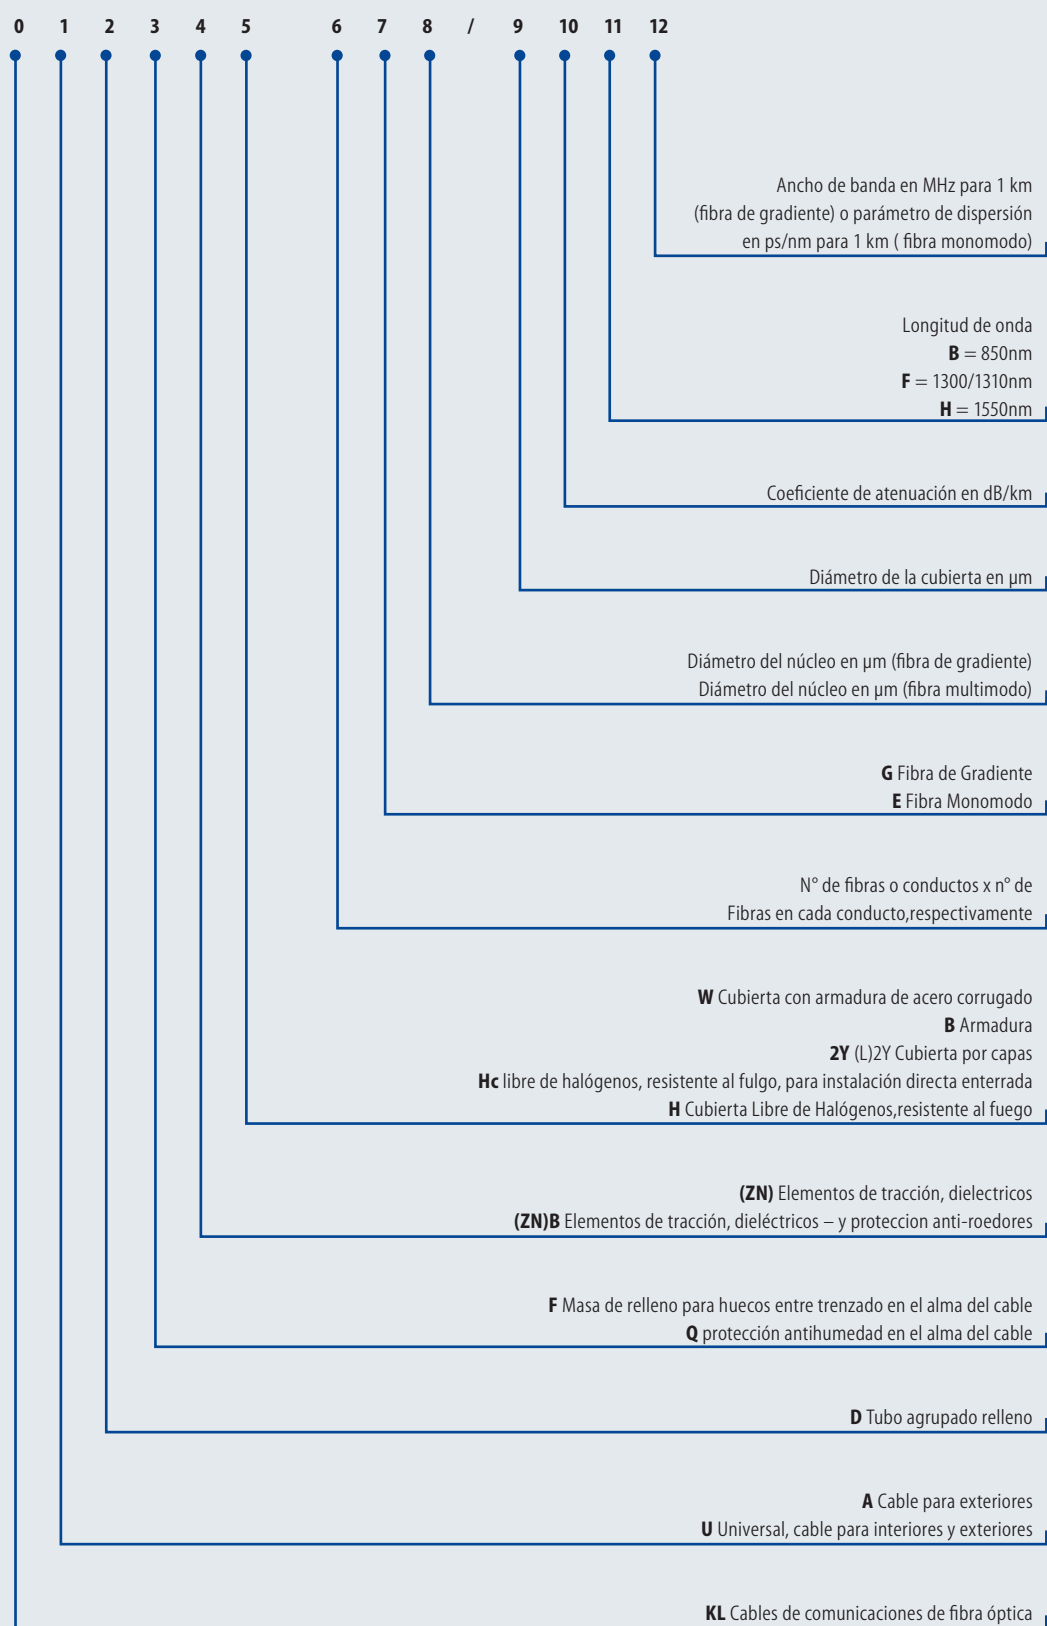 0 1 2 3 4 5 6 7 8 / 9 10 11 12
Ancho de banda en MHz para 1 km
(fibra de gradiente) o parámetro de dispersión
en ps/nm para 1 km ( fibra monomodo)
Longitud de onda
B = 850nm
F = 1300/1310nm
H = 1550nm
Coeficiente de atenuación en dB/km
Diámetro de la cubierta en µm
Diámetro del núcleo en µm (fibra de gradiente)
Diámetro del núcleo en µm (fibra multimodo)
G Fibra de Gradiente
E Fibra Monomodo
N° de fibras o conductos x n° de
Fibras en cada conducto,respectivamente
W Cubierta con armadura de acero corrugado
B Armadura
2Y (L)2Y Cubierta por capas
Hc libre de halógenos, resistente al fulgo, para instalación directa enterrada
H Cubierta Libre de Halógenos,resistente al fuego
(ZN) Elementos de tracción, dielectricos
(ZN)B Elementos de tracción, dieléctricos – y proteccion anti-roedores
F Masa de relleno para huecos entre trenzado en el alma del cable
Q protección antihumedad en el alma del cable
D Tubo agrupado relleno
A Cable para exteriores
U Universal, cable para interiores y exteriores
KL Cables de comunicaciones de fibra óptica